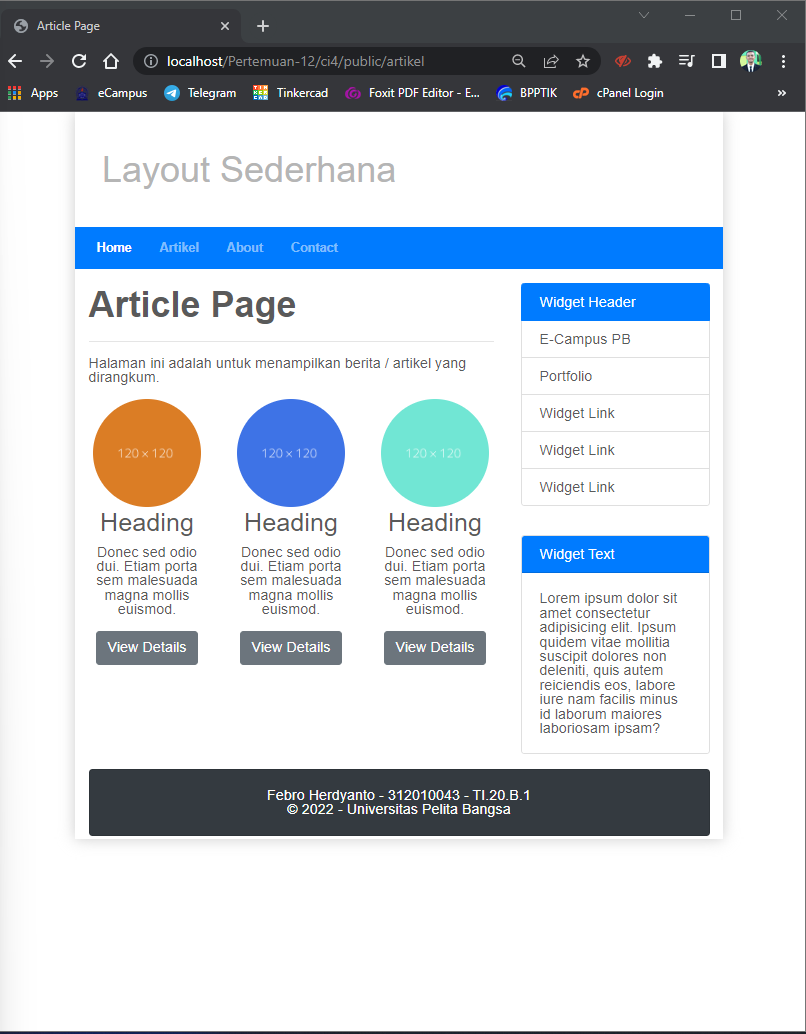 Article Page
localhost/Pertemuan-12/ci4/public/artikel
Apps eCampus Telegram Tinkercad Foxit PDF Editor - E... BPPTIK cPanel Login »
Layout Sederhana
Home Artikel About Contact
Article Page
Halaman ini adalah untuk menampilkan berita / artikel yang
dirangkum.
120 × 120
Heading
Donec sed odio
dui. Etiam porta
sem malesuada
magna mollis
euismod.
View Details
120 × 120
Heading
Donec sed odio
dui. Etiam porta
sem malesuada
magna mollis
euismod.
View Details
120 × 120
Heading
Donec sed odio
dui. Etiam porta
sem malesuada
magna mollis
euismod.
View Details
Widget Header
E-Campus PB
Portfolio
Widget Link
Widget Link
Widget Link
Widget Text
Lorem ipsum dolor sit
amet consectetur
adipisicing elit. Ipsum
quidem vitae mollitia
suscipit dolores non
deleniti, quis autem
reiciendis eos, labore
iure nam facilis minus
id laborum maiores
laboriosam ipsam?
Febro Herdyanto - 312010043 - TI.20.B.1
© 2022 - Universitas Pelita Bangsa